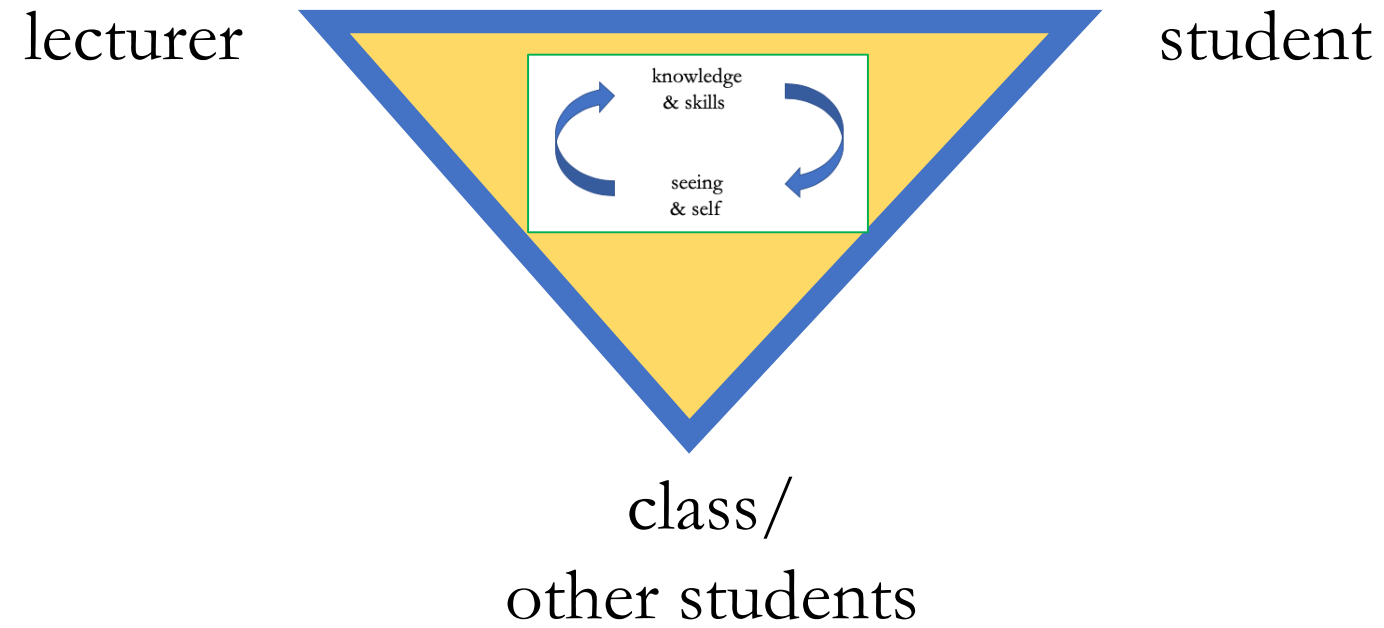 lecturer
student
knowledge
& skills
seeing
& self
class/
other students